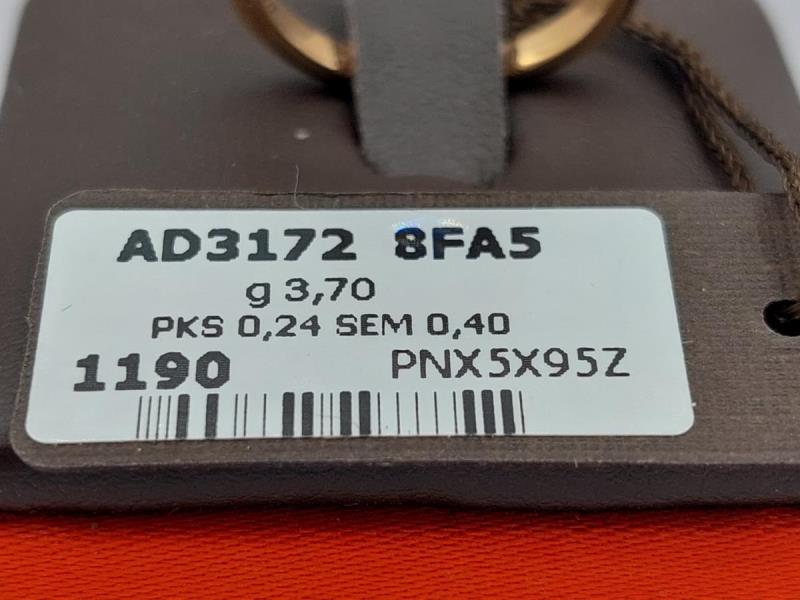 AD3172 8FA5
g 3,70
PKS 0,24 SEM 0,40
1190 PNX5X95Z